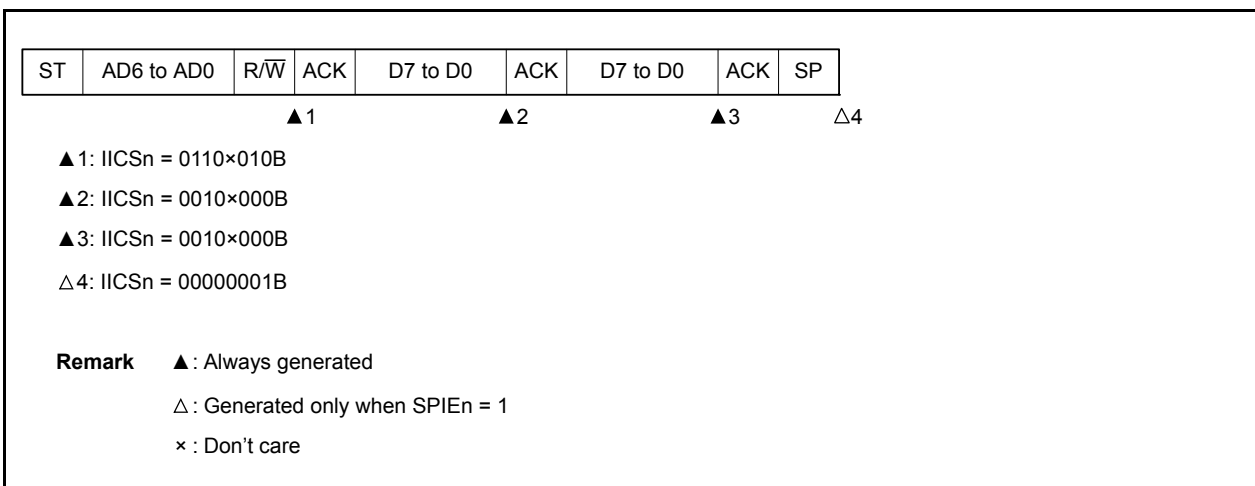 ST AD6 to AD0 R/W̅ ACK D7 to D0 ACK D7 to D0 ACK SP
▲1 ▲2 ▲3 △4
▲1: IICSn = 0110×010B
▲2: IICSn = 0010×000B
▲3: IICSn = 0010×000B
△4: IICSn = 00000001B
Remark ▲: Always generated
△: Generated only when SPIEn = 1
×: Don't care